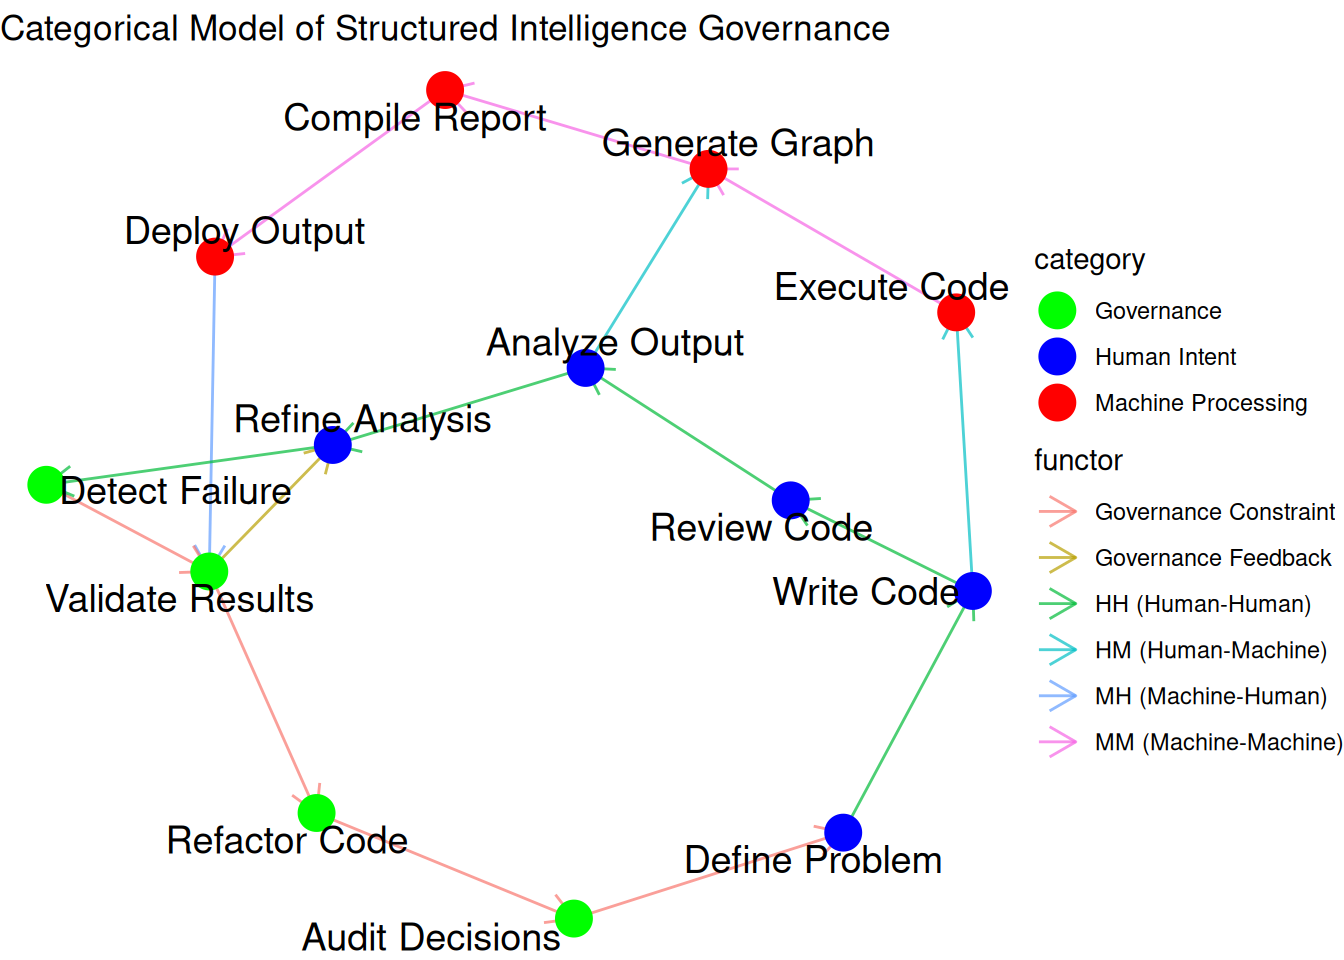 Categorical Model of Structured Intelligence Governance
Compile Report
Generate Graph
Deploy Output
Execute Code
Analyze Output
Refine Analysis
Detect Failure
Review Code
Validate Results
Write Code
Refactor Code
Define Problem
Audit Decisions
category
Governance
Human Intent
Machine Processing
functor
Governance Constraint
Governance Feedback
HH (Human-Human)
HM (Human-Machine)
MH (Machine-Human)
MM (Machine-Machine)